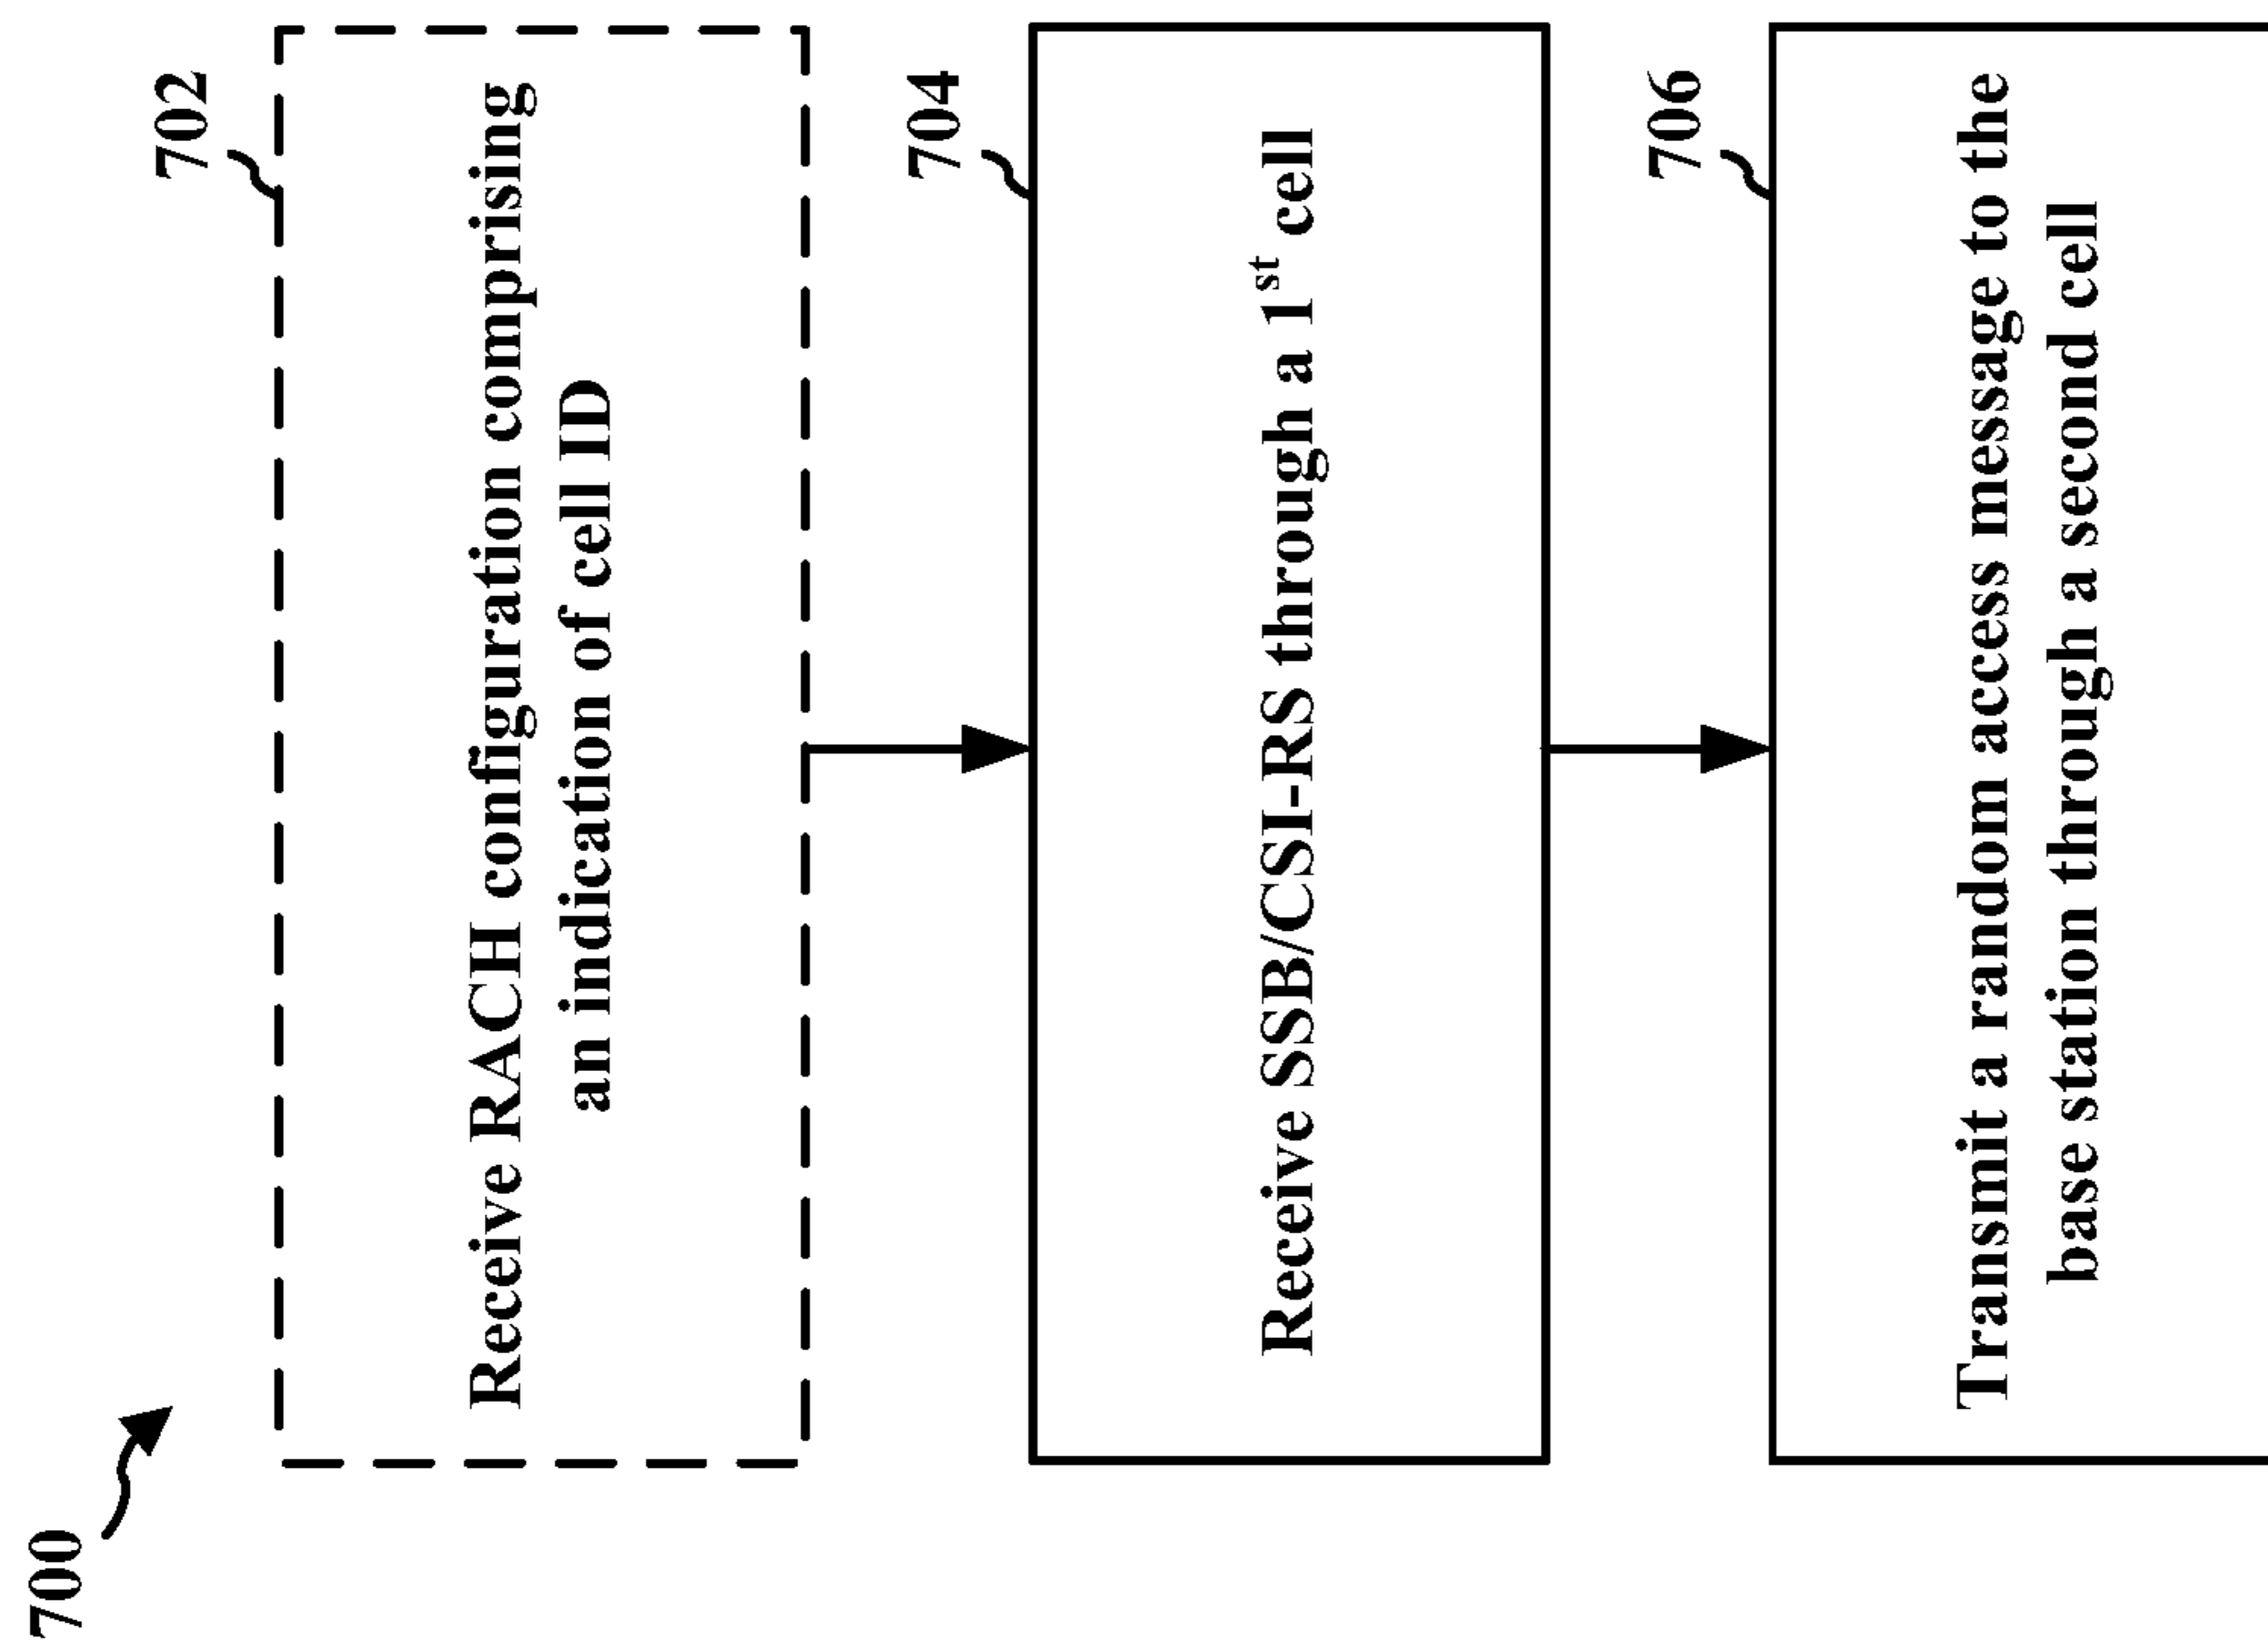 700
702
Receive RACH configuration comprising
an indication of cell ID
704
Receive SSB/CSI-RS through a 1st cell
706
Transmit a random access message to the
base station through a second cell